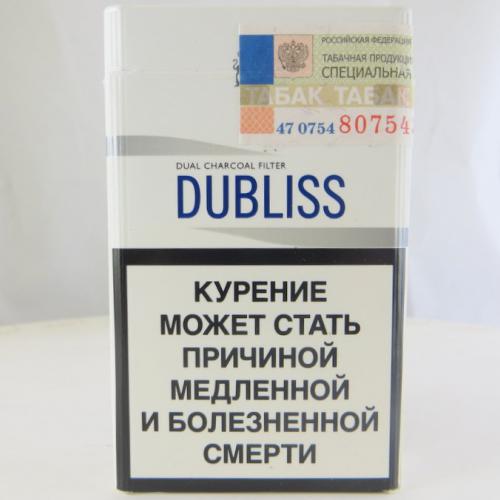 РОССИЙСКАЯ ФЕДЕРАЦИЯ
ТАБАЧНАЯ ПРОДУКЦИЯ
СПЕЦИАЛЬНАЯ
ТАБАК ТАБАК
47 0754 80754
DUAL CHARCOAL FILTER
DUBLISS
КУРЕНИЕ
МОЖЕТ СТАТЬ
ПРИЧИНОЙ
МЕДЛЕННОЙ
И БОЛЕЗНЕННОЙ
СМЕРТИ